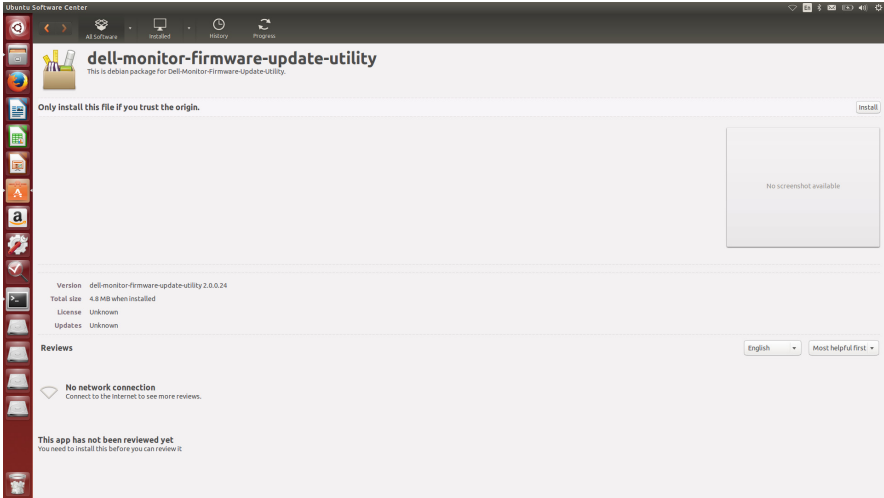 Ubuntu Software Center
En
All Software
Installed
History
Progress
dell-monitor-firmware-update-utility
This is debian package for Dell-Monitor-Firmware-Update-Utility.
Only install this file if you trust the origin.
Install
No screenshot available
Version dell-monitor-firmware-update-utility 2.0.0.24
Total size 4.8 MB when installed
License Unknown
Updates Unknown
Reviews
English
Most helpful first
No network connection
Connect to the Internet to see more reviews.
This app has not been reviewed yet
You need to install this before you can review it